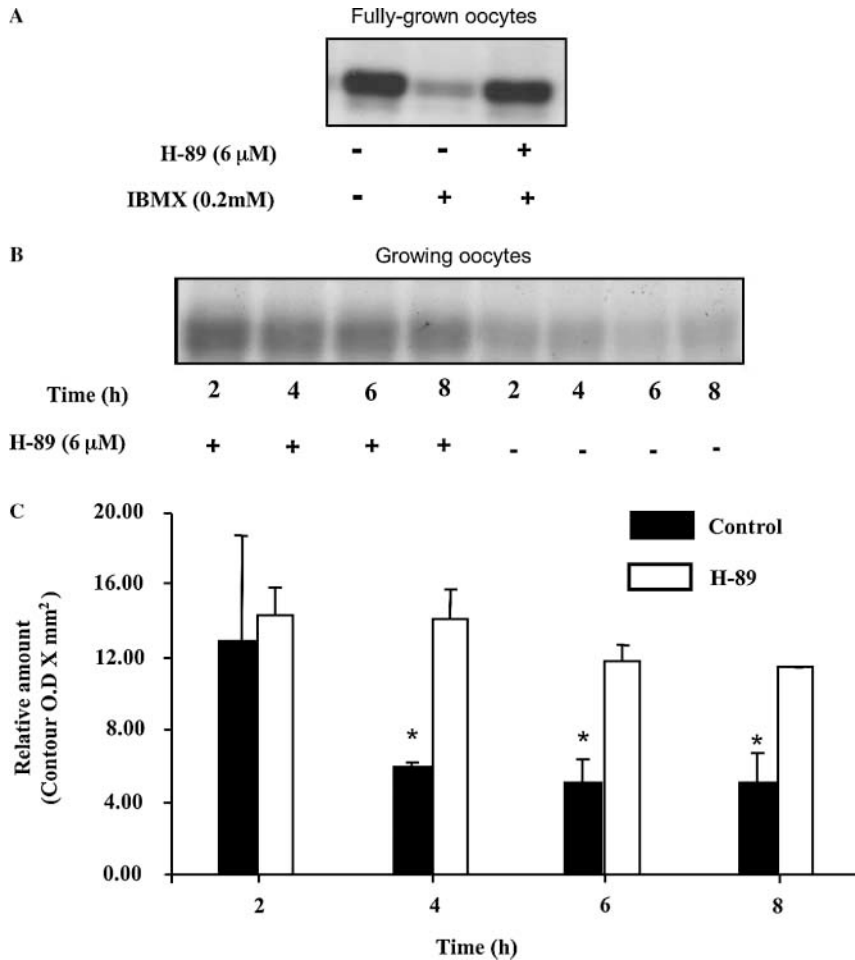 A
Fully-grown oocytes
H-89 (6 μM) - - +
IBMX (0.2mM) - + +
B
Growing oocytes
Time (h) 2 4 6 8 2 4 6 8
H-89 (6 μM) + + + + - - - -
C
20.00
16.00
12.00
8.00
4.00
0.00
Relative amount
(Contour O.D X mm²)
Control
H-89
* * *
2 4 6 8
Time (h)